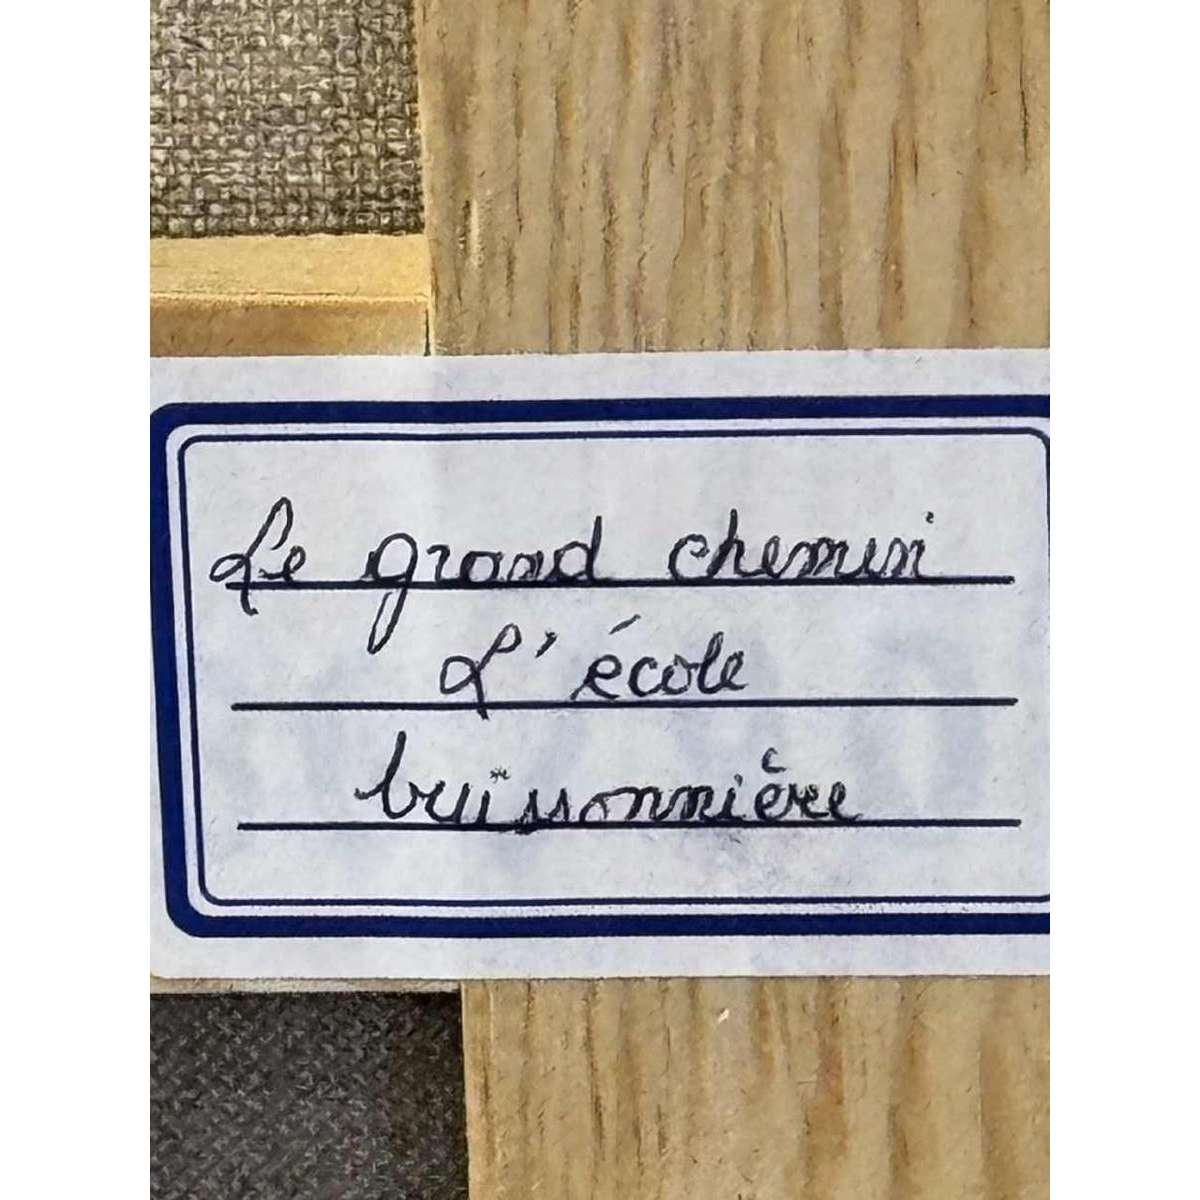 Le grand chemin
L'école
buissonnière